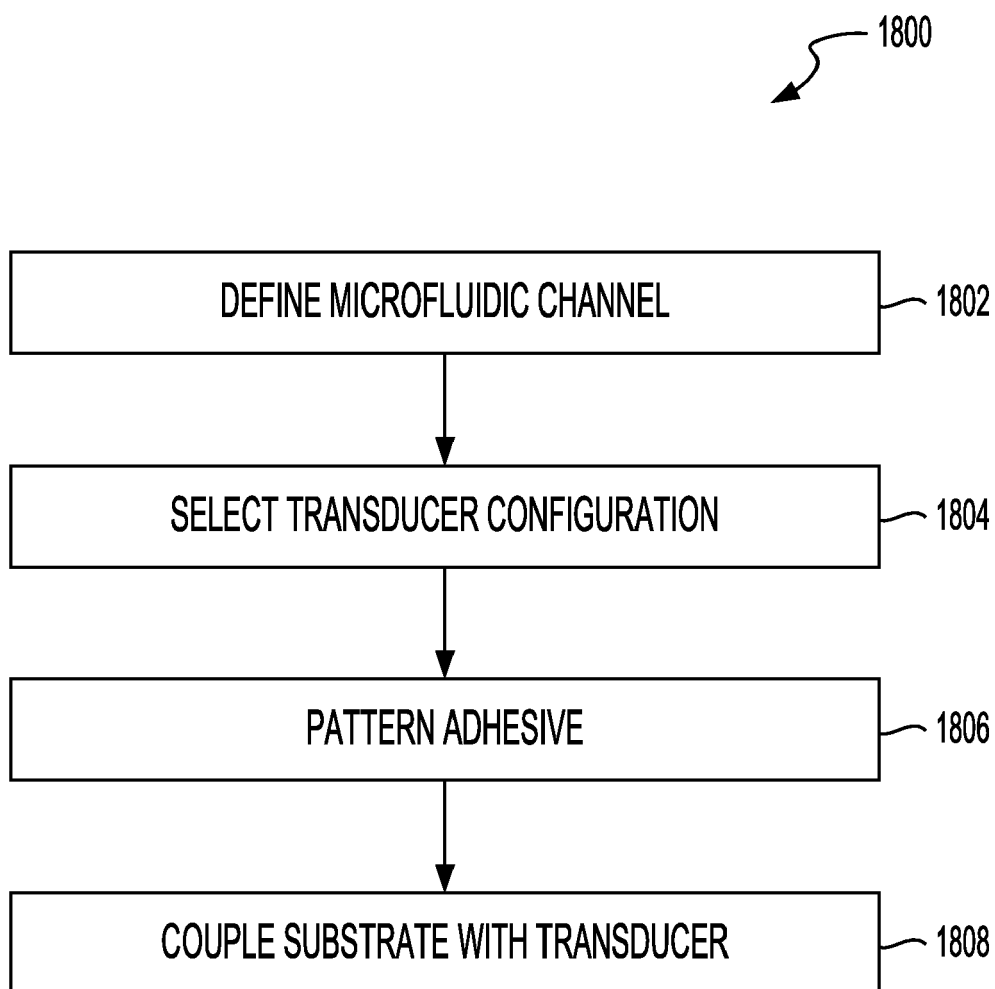 1800
DEFINE MICROFLUIDIC CHANNEL
1802
SELECT TRANSDUCER CONFIGURATION
1804
PATTERN ADHESIVE
1806
COUPLE SUBSTRATE WITH TRANSDUCER
1808